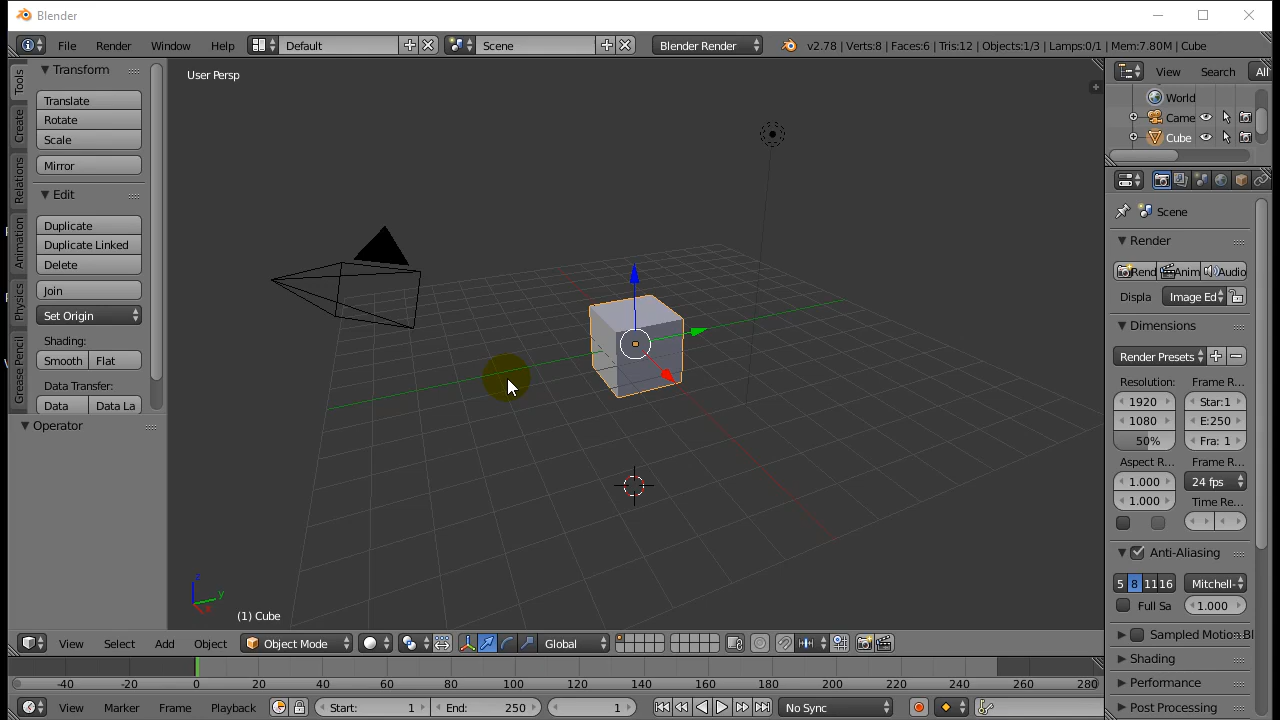 Blender
File Render Window Help Default Scene Blender Render v2.78 | Verts:8 | Faces:6 | Tris:12 | Objects:1/3 | Lamps:0/1 | Mem:7.80M | Cube
Tools
Create
Relations
Animation
Physics
Grease Pencil
Transform
Translate
Rotate
Scale
Mirror
Edit
Duplicate
Duplicate Linked
Delete
Join
Set Origin
Shading:
Smooth Flat
Data Transfer:
Data Data La
Operator
User Persp
z
y
x
(1) Cube
View Search All
World
Came
Cube
Scene
Render
Rend Anim Audio
Displa Image Ed
Dimensions
Render Presets
Resolution: Frame R...
1920 Star:1
1080 E:250
50% Fra: 1
Aspect R... Frame R...
1.000 24 fps
1.000 Time Re...
Anti-Aliasing
5 8 11 16 Mitchell-
Full Sa 1.000
Sampled Motion Bl
Shading
Performance
Post Processing
View Select Add Object Object Mode Global
-40 -20 0 20 40 60 80 100 120 140 160 180 200 220 240 260 280
View Marker Frame Playback Start: 1 End: 250 1 No Sync